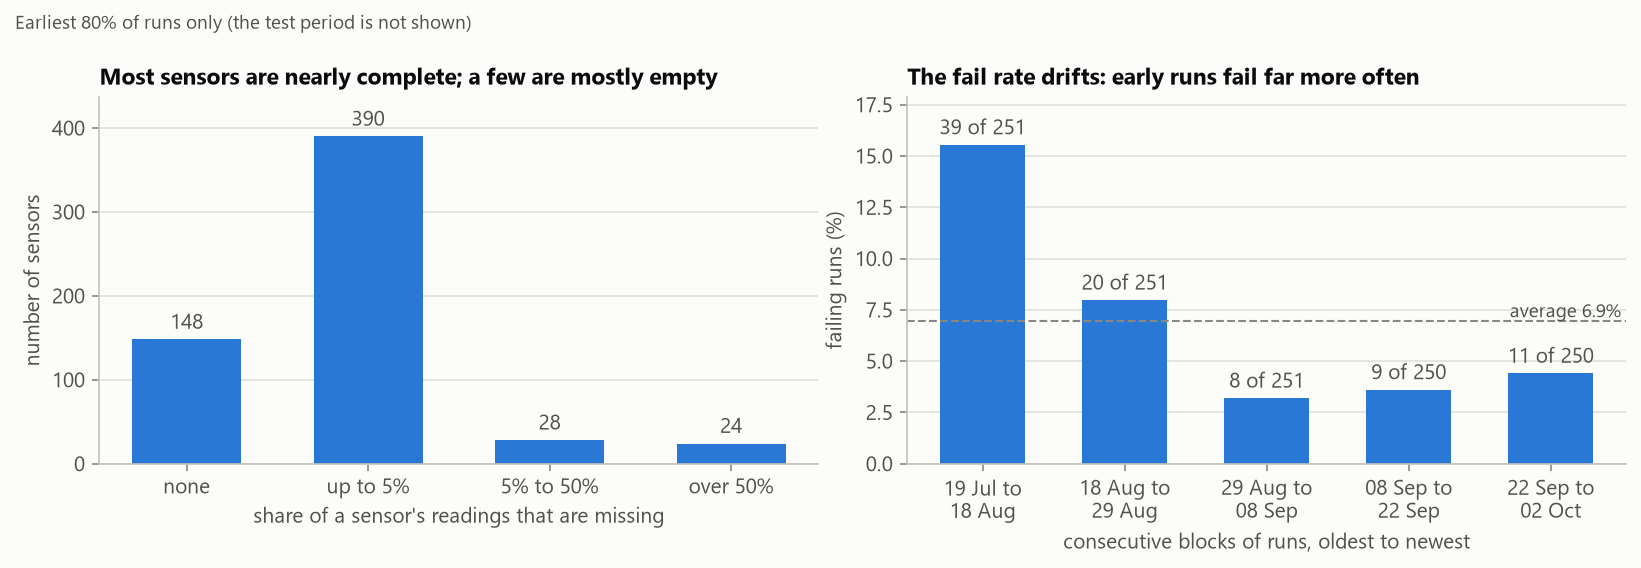 Earliest 80% of runs only (the test period is not shown)
Most sensors are nearly complete; a few are mostly empty
number of sensors
400
300
200
100
0
148
390
28
24
none
up to 5%
5% to 50%
over 50%
share of a sensor's readings that are missing
The fail rate drifts: early runs fail far more often
failing runs (%)
17.5
15.0
12.5
10.0
7.5
5.0
2.5
0.0
39 of 251
20 of 251
8 of 251
9 of 250
11 of 250
average 6.9%
19 Jul to
18 Aug
18 Aug to
29 Aug
29 Aug to
08 Sep
08 Sep to
22 Sep
22 Sep to
02 Oct
consecutive blocks of runs, oldest to newest